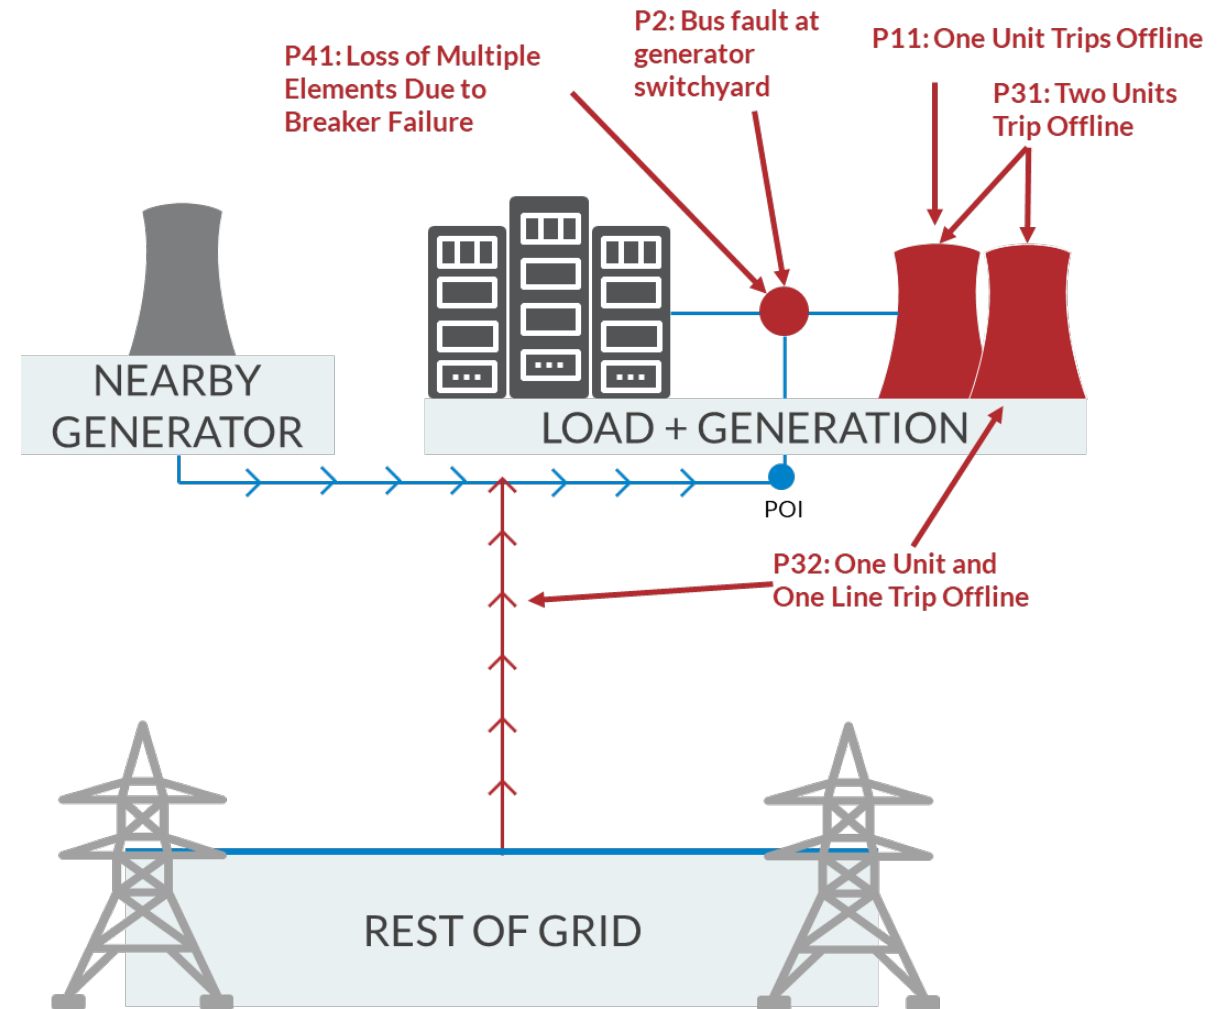 P41: Loss of Multiple
Elements Due to
Breaker Failure
P2: Bus fault at
generator
switchyard
P11: One Unit Trips Offline
P31: Two Units
Trip Offline
NEARBY
GENERATOR
LOAD + GENERATION
POI
P32: One Unit and
One Line Trip Offline
REST OF GRID